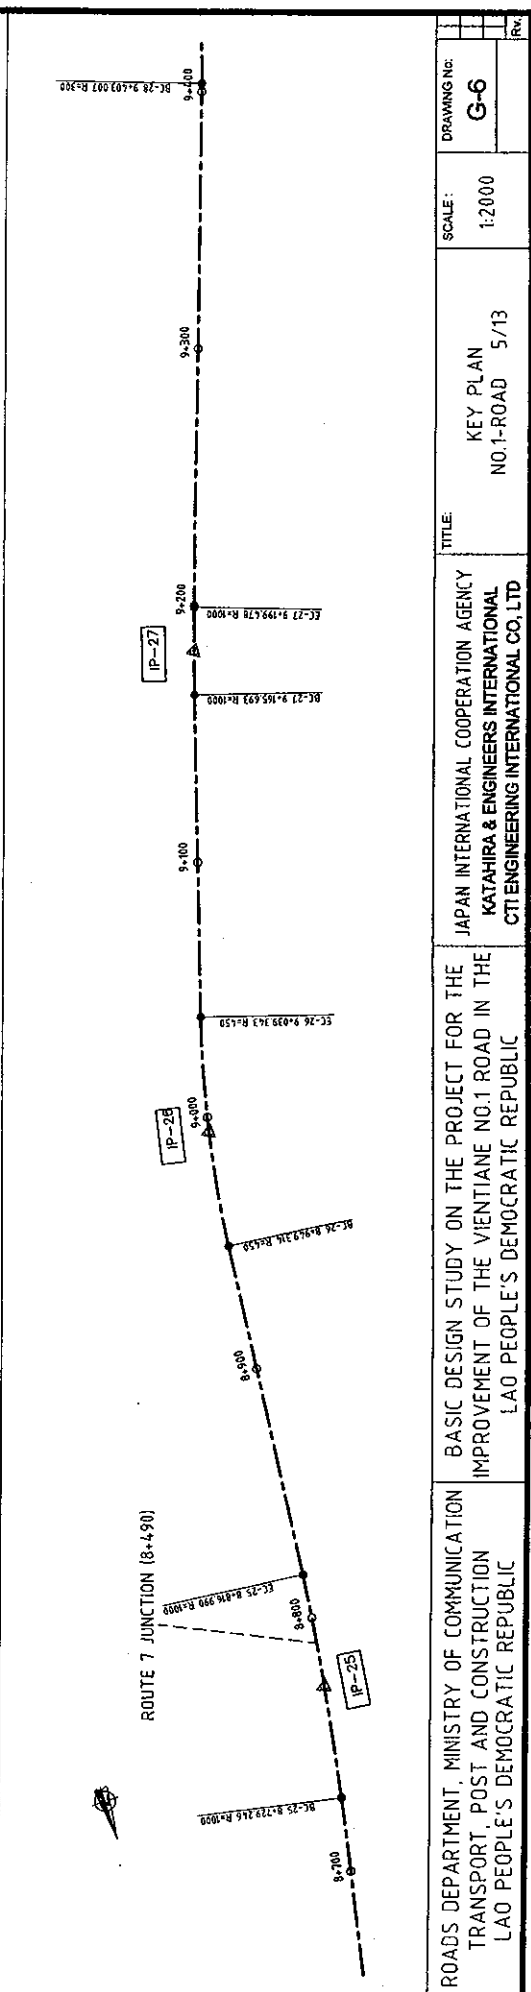 ROUTE 7 JUNCTION (8+490)
8+700
BC-25 8+729.246 R=1000
IP-25
8+800
EC-25 8+816.990 R=1000
8+900
BC-26 8+949.314 R=450
IP-26
9+000
EC-26 9+039.343 R=450
9+100
BC-27 9+165.693 R=1000
IP-27
EC-27 9+199.478 R=1000
9+200
9+300
9+400
BC-28 9+403.007 R=300
ROADS DEPARTMENT, MINISTRY OF COMMUNICATION
TRANSPORT, POST AND CONSTRUCTION
LAO PEOPLE'S DEMOCRATIC REPUBLIC
BASIC DESIGN STUDY ON THE PROJECT FOR THE
IMPROVEMENT OF THE VIENTIANE NO.1 ROAD IN THE
LAO PEOPLE'S DEMOCRATIC REPUBLIC
JAPAN INTERNATIONAL COOPERATION AGENCY
KATAHIRA & ENGINEERS INTERNATIONAL
CTI ENGINEERING INTERNATIONAL CO, LTD
TITLE:
KEY PLAN
NO.1-ROAD 5/13
SCALE:
1:2000
DRAWING No:
G-6
Rv.